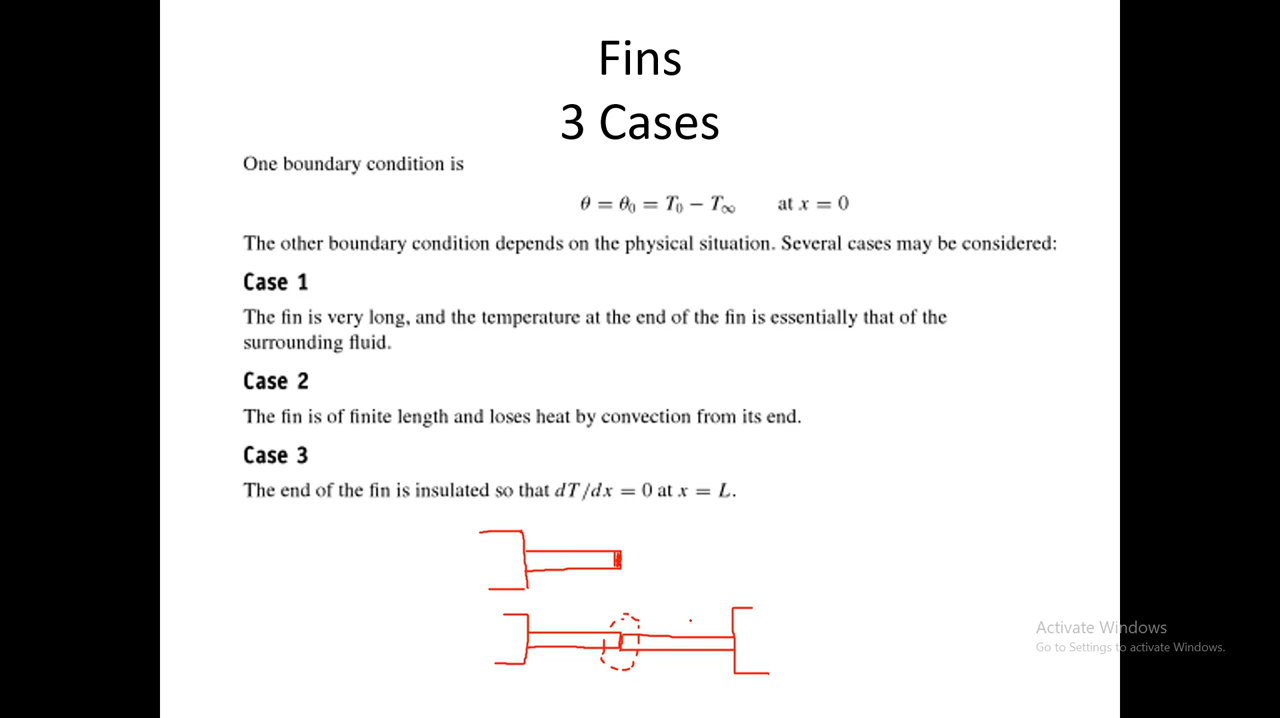 Fins
3 Cases
One boundary condition is
θ = θ₀ = T₀ − T∞ at x = 0
The other boundary condition depends on the physical situation. Several cases may be considered:
Case 1
The fin is very long, and the temperature at the end of the fin is essentially that of the
surrounding fluid.
Case 2
The fin is of finite length and loses heat by convection from its end.
Case 3
The end of the fin is insulated so that dT/dx = 0 at x = L.
Activate Windows
Go to Settings to activate Windows.